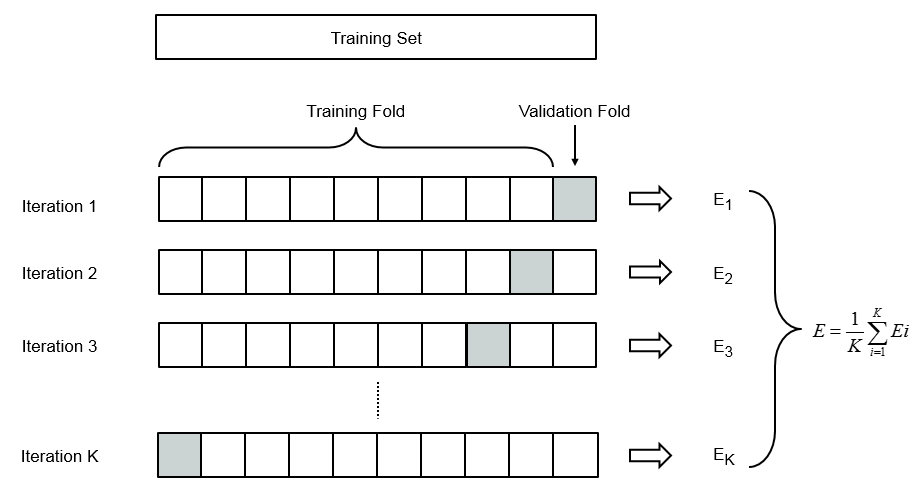 Training Set
Training Fold
Validation Fold
Iteration 1
E1
Iteration 2
E2
Iteration 3
E3
E = 1/K K∑i=1 Ei
Iteration K
EK